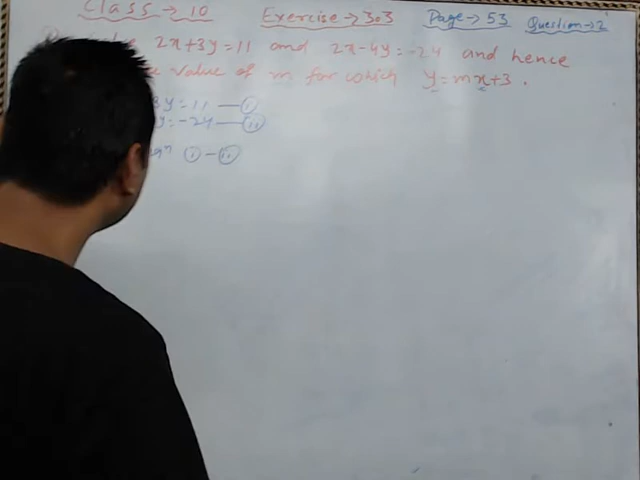 Class → 10 Exercise → 3.3 Page → 53 Question → 2
2x+3y=11 and 2x-4y=-24 and hence
value of m for which y=mx+3.
3y=11 — (i)
y=-24 — (ii)
(i) - (ii)